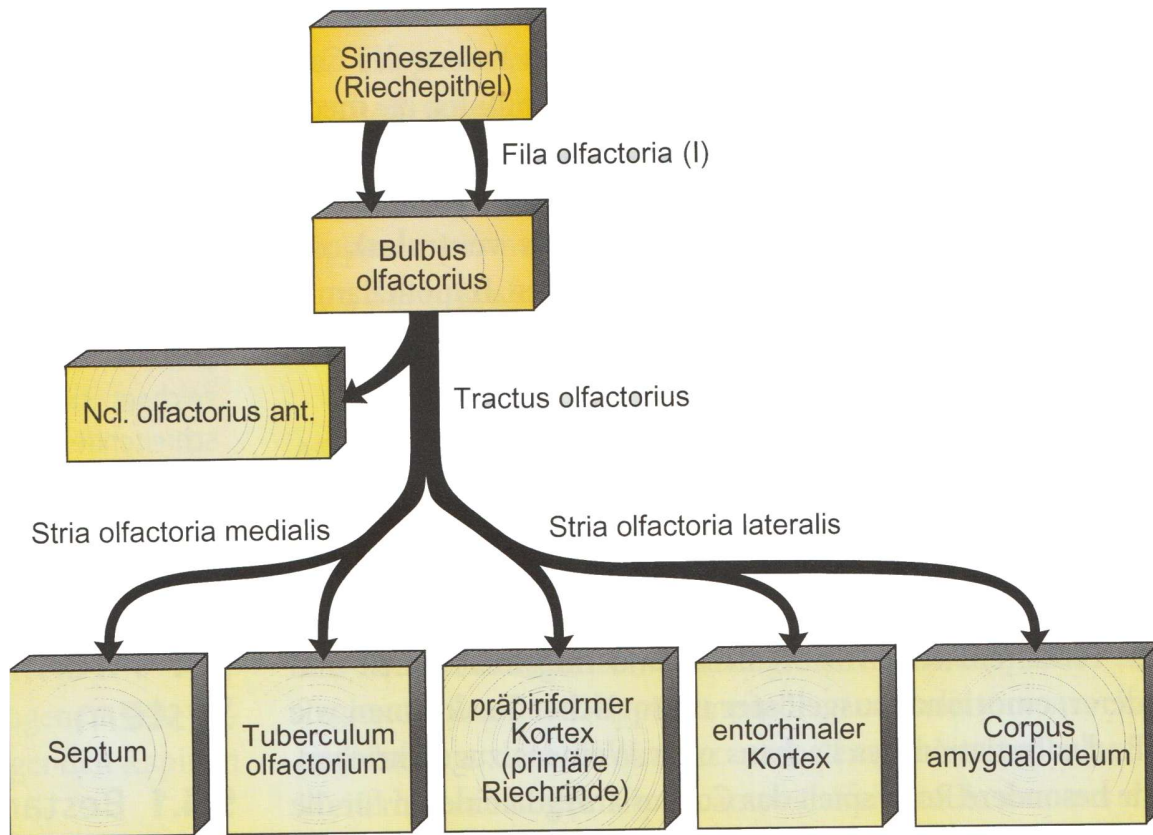 Sinneszellen
(Riechepithel)
Fila olfactoria (I)
Bulbus
olfactorius
Ncl. olfactorius ant.
Tractus olfactorius
Stria olfactoria medialis
Stria olfactoria lateralis
Septum
Tuberculum
olfactorium
präpiriformer
Kortex
(primäre
Riechrinde)
entorhinaler
Kortex
Corpus
amygdaloideum